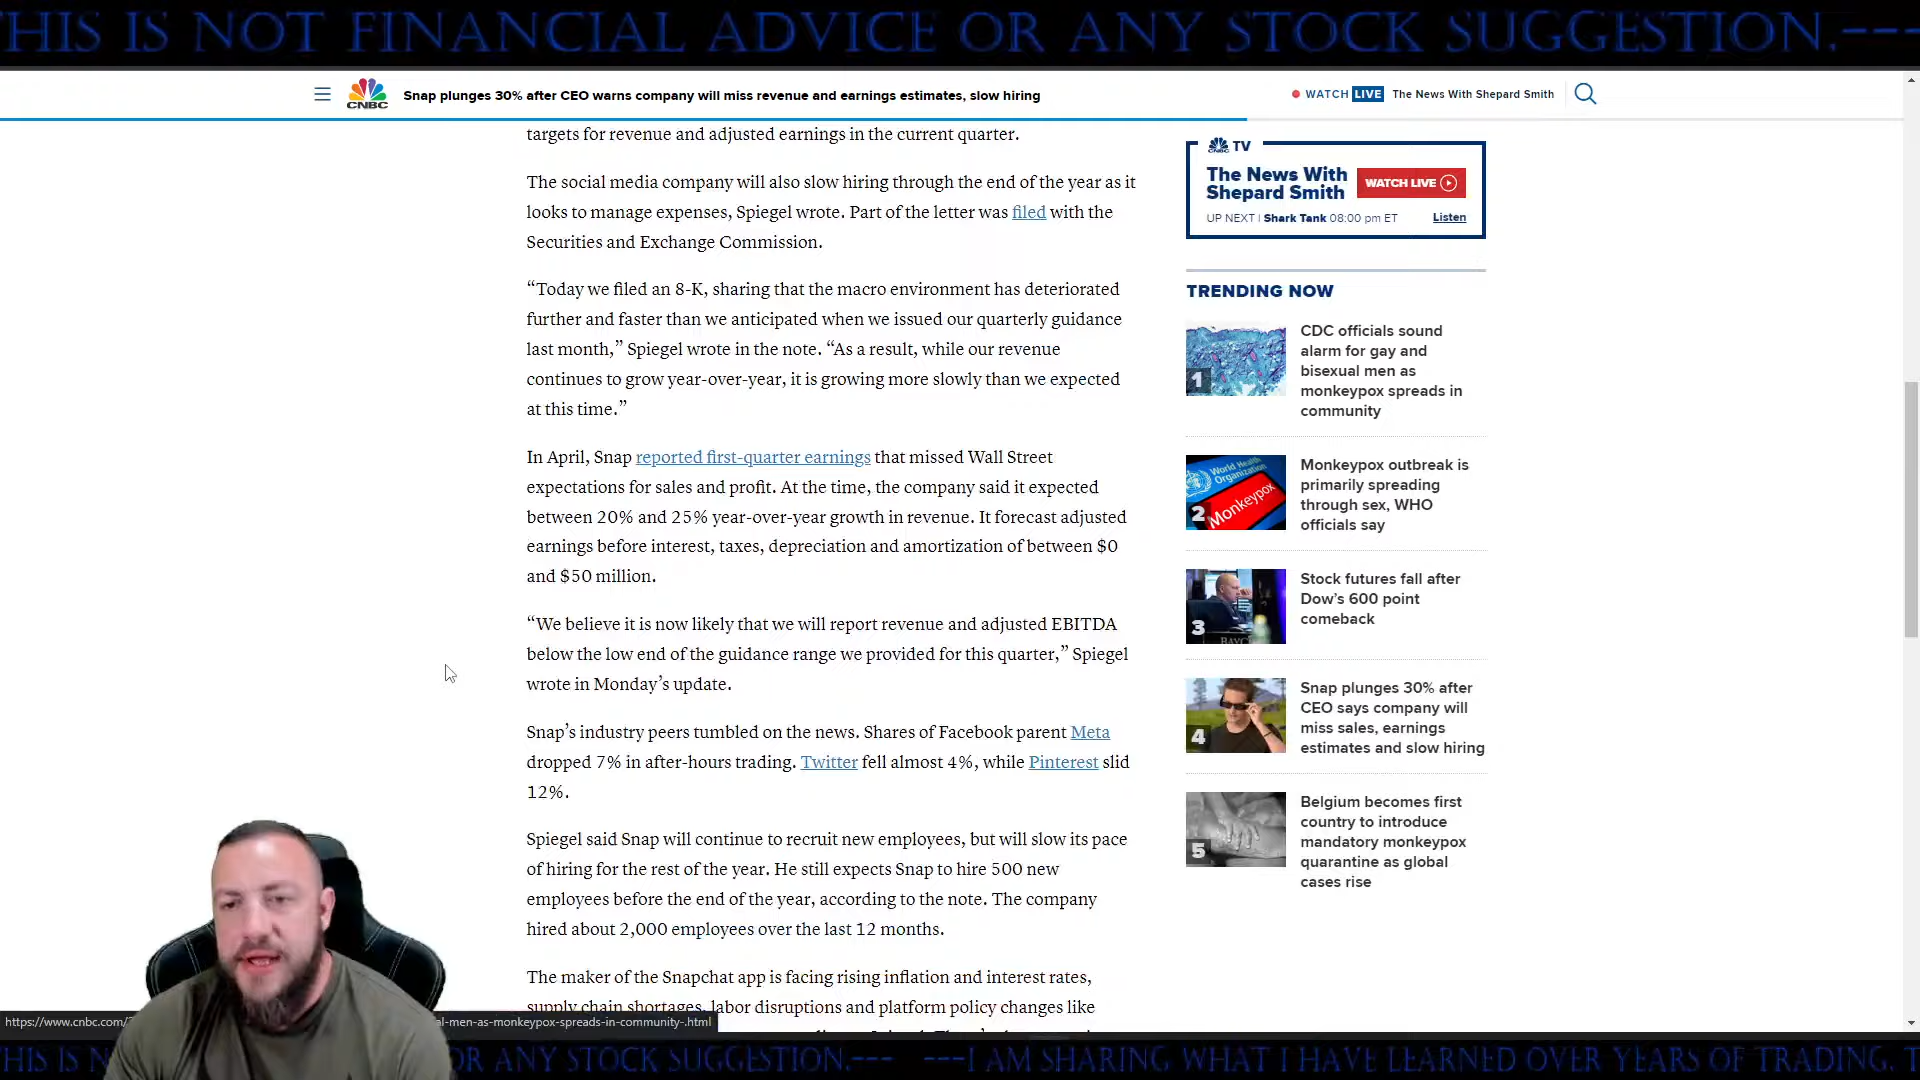 HIS IS NOT FINANCIAL ADVICE OR ANY STOCK SUGGESTION.---
CNBC
Snap plunges 30% after CEO warns company will miss revenue and earnings estimates, slow hiring
WATCH LIVE The News With Shepard Smith
targets for revenue and adjusted earnings in the current quarter.
The social media company will also slow hiring through the end of the year as it
looks to manage expenses, Spiegel wrote. Part of the letter was filed with the
Securities and Exchange Commission.
“Today we filed an 8-K, sharing that the macro environment has deteriorated
further and faster than we anticipated when we issued our quarterly guidance
last month,” Spiegel wrote in the note. “As a result, while our revenue
continues to grow year-over-year, it is growing more slowly than we expected
at this time.”
In April, Snap reported first-quarter earnings that missed Wall Street
expectations for sales and profit. At the time, the company said it expected
between 20% and 25% year-over-year growth in revenue. It forecast adjusted
earnings before interest, taxes, depreciation and amortization of between $0
and $50 million.
“We believe it is now likely that we will report revenue and adjusted EBITDA
below the low end of the guidance range we provided for this quarter,” Spiegel
wrote in Monday’s update.
Snap’s industry peers tumbled on the news. Shares of Facebook parent Meta
dropped 7% in after-hours trading. Twitter fell almost 4%, while Pinterest slid
12%.
Spiegel said Snap will continue to recruit new employees, but will slow its pace
of hiring for the rest of the year. He still expects Snap to hire 500 new
employees before the end of the year, according to the note. The company
hired about 2,000 employees over the last 12 months.
The maker of the Snapchat app is facing rising inflation and interest rates,
supply chain shortages, labor disruptions and platform policy changes like
TV
The News With
Shepard Smith
WATCH LIVE
UP NEXT | Shark Tank 08:00 pm ET
Listen
TRENDING NOW
1
CDC officials sound
alarm for gay and
bisexual men as
monkeypox spreads in
community
World Health
Organization
Monkeypox
2
Monkeypox outbreak is
primarily spreading
through sex, WHO
officials say
3
Stock futures fall after
Dow’s 600 point
comeback
4
Snap plunges 30% after
CEO says company will
miss sales, earnings
estimates and slow hiring
5
Belgium becomes first
country to introduce
mandatory monkeypox
quarantine as global
cases rise
https://www.cnbc.com/ al-men-as-monkeypox-spreads-in-community-.html
HIS IS N OR ANY STOCK SUGGESTION.--- ---I AM SHARING WHAT I HAVE LEARNED OVER YEARS OF TRADING. T